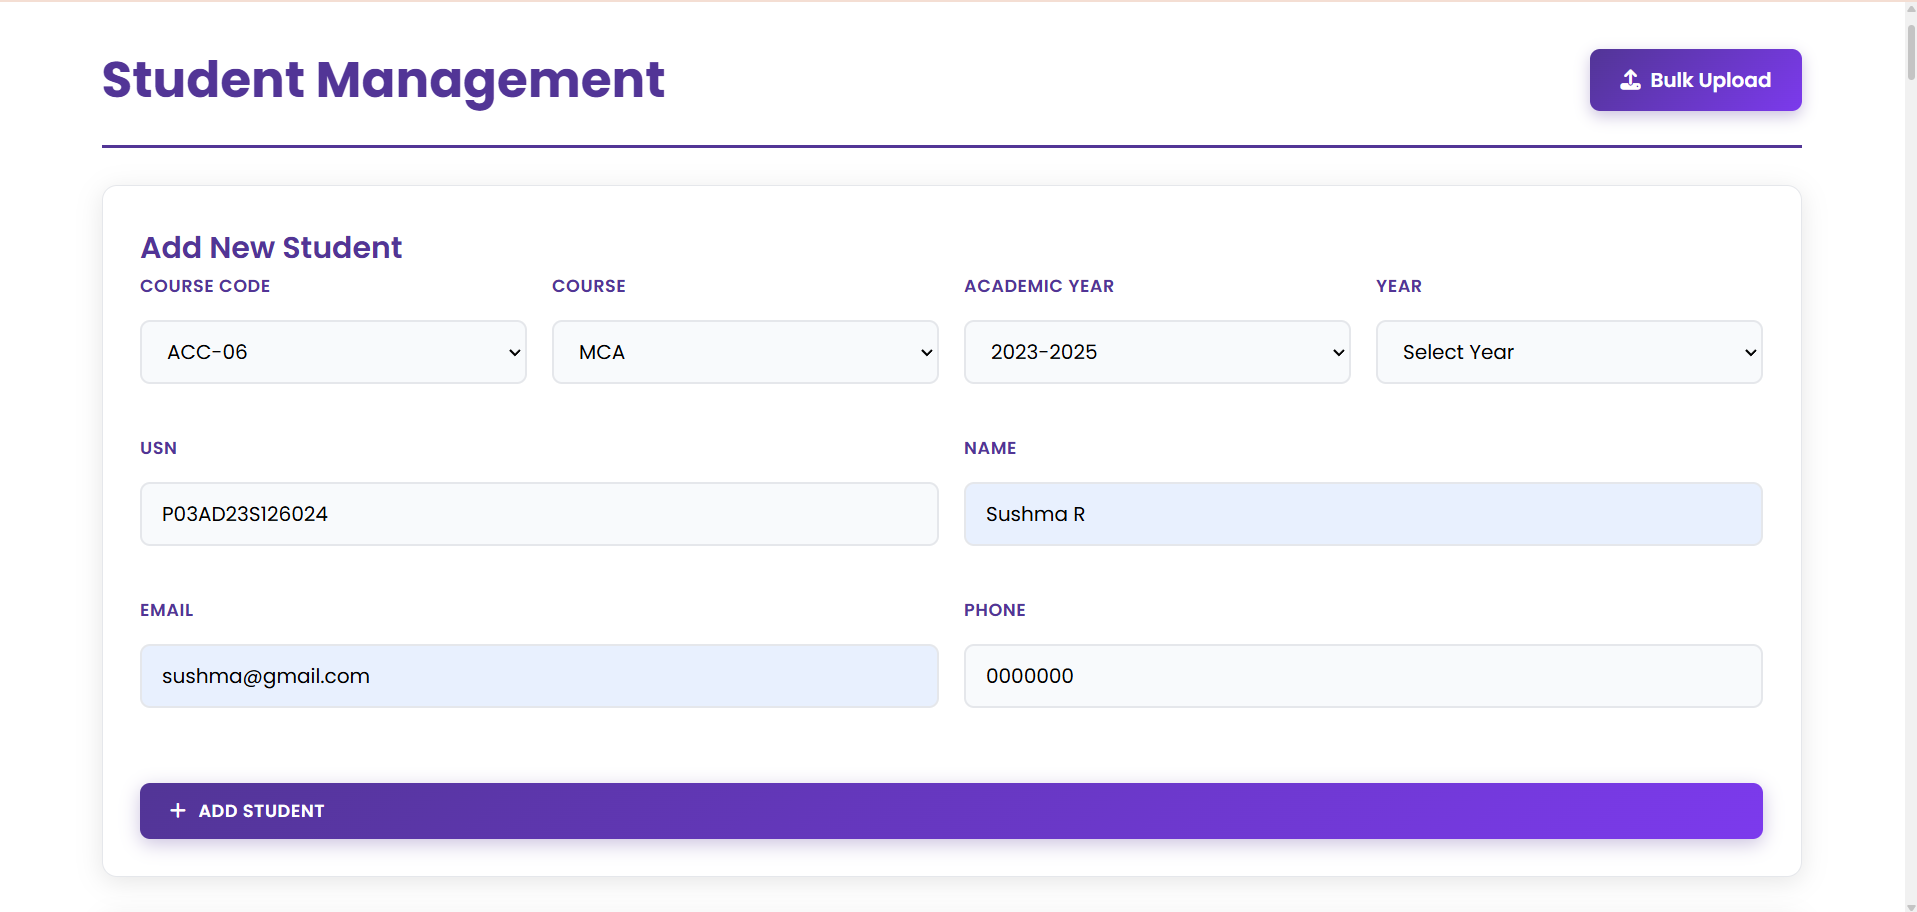 Student Management
Bulk Upload
Add New Student
COURSE CODE
COURSE
ACADEMIC YEAR
YEAR
ACC-06
MCA
2023-2025
Select Year
USN
NAME
P03AD23S126024
Sushma R
EMAIL
PHONE
sushma@gmail.com
0000000
+ ADD STUDENT